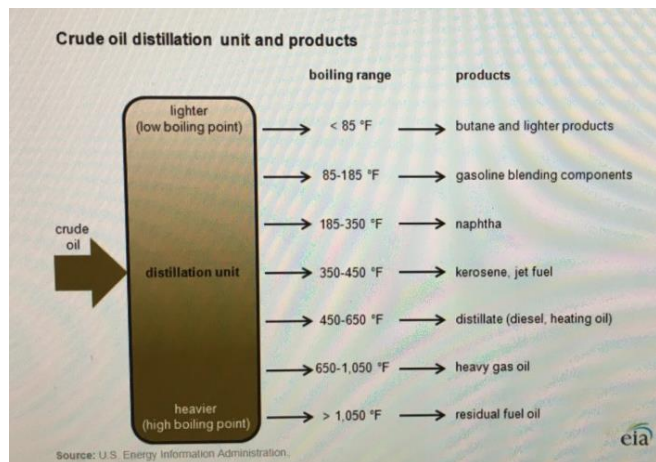 Crude oil distillation unit and products
boiling range
products
lighter
(low boiling point)
< 85 °F
butane and lighter products
85-185 °F
gasoline blending components
185-350 °F
naphtha
crude
oil
distillation unit
350-450 °F
kerosene, jet fuel
450-650 °F
distillate (diesel, heating oil)
650-1,050 °F
heavy gas oil
heavier
(high boiling point)
> 1,050 °F
residual fuel oil
eia
Source: U.S. Energy Information Administration.